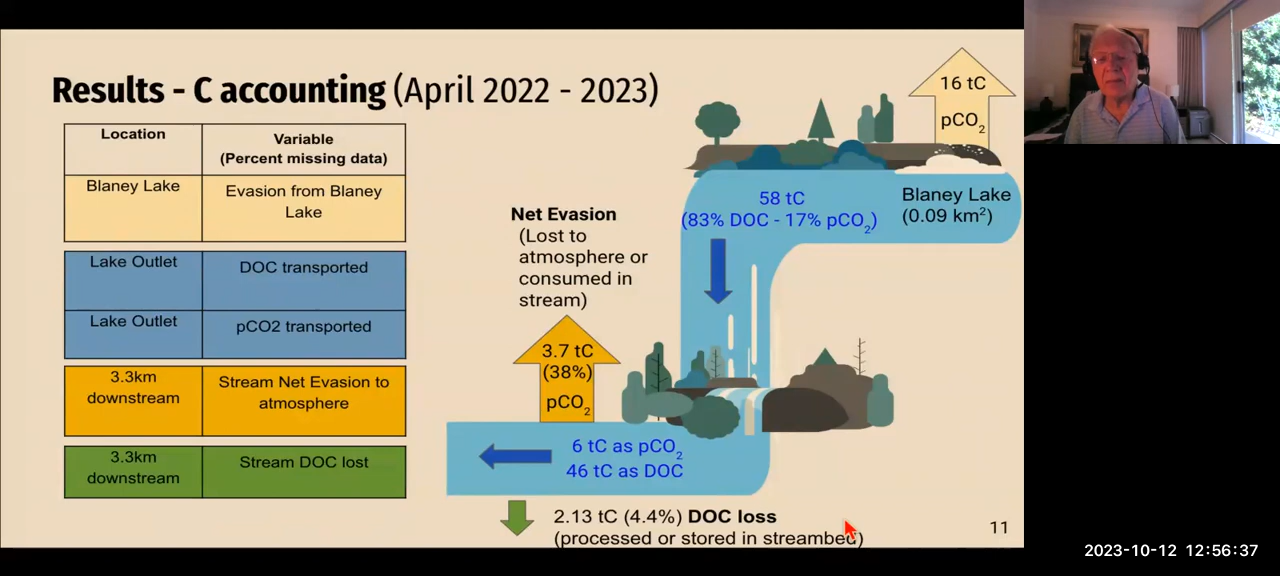 Results - C accounting (April 2022 - 2023)
Location
Variable
(Percent missing data)
Blaney Lake
Evasion from Blaney
Lake
Lake Outlet
DOC transported
Lake Outlet
pCO2 transported
3.3km
downstream
Stream Net Evasion to
atmosphere
3.3km
downstream
Stream DOC lost
Net Evasion
(Lost to
atmosphere or
consumed in
stream)
3.7 tC
(38%)
pCO2
16 tC
pCO2
58 tC
(83% DOC - 17% pCO2)
Blaney Lake
(0.09 km²)
6 tC as pCO2
46 tC as DOC
2.13 tC (4.4%) DOC loss
(processed or stored in streambed)
11
2023-10-12 12:56:37